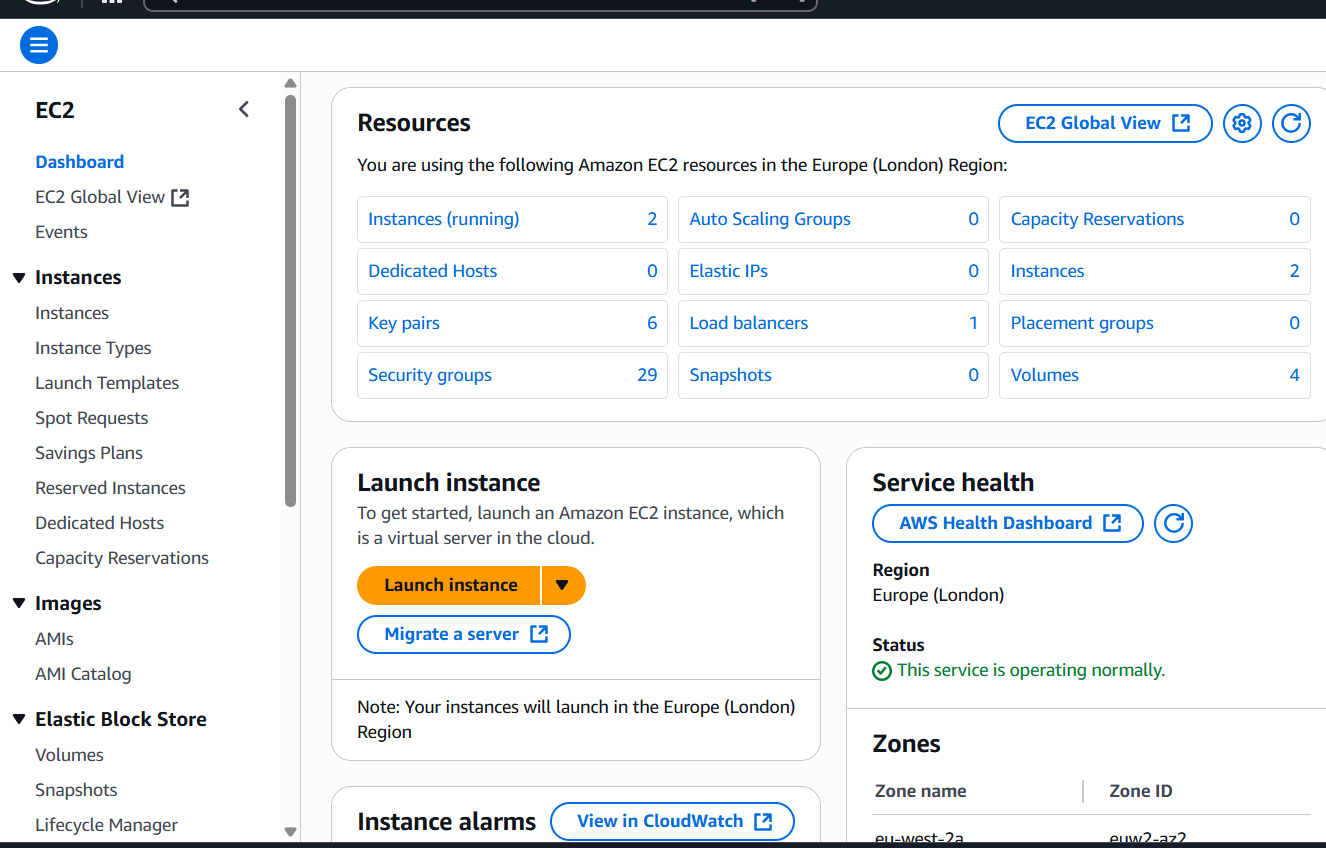 EC2
Dashboard
EC2 Global View
Events
Instances
Instances
Instance Types
Launch Templates
Spot Requests
Savings Plans
Reserved Instances
Dedicated Hosts
Capacity Reservations
Images
AMIs
AMI Catalog
Elastic Block Store
Volumes
Snapshots
Lifecycle Manager
Resources
EC2 Global View
You are using the following Amazon EC2 resources in the Europe (London) Region:
Instances (running) 2
Auto Scaling Groups 0
Capacity Reservations 0
Dedicated Hosts 0
Elastic IPs 0
Instances 2
Key pairs 6
Load balancers 1
Placement groups 0
Security groups 29
Snapshots 0
Volumes 4
Launch instance
To get started, launch an Amazon EC2 instance, which
is a virtual server in the cloud.
Launch instance
Migrate a server
Note: Your instances will launch in the Europe (London)
Region
Instance alarms
View in CloudWatch
Service health
AWS Health Dashboard
Region
Europe (London)
Status
This service is operating normally.
Zones
Zone name Zone ID
eu-west-2a euw2-az2